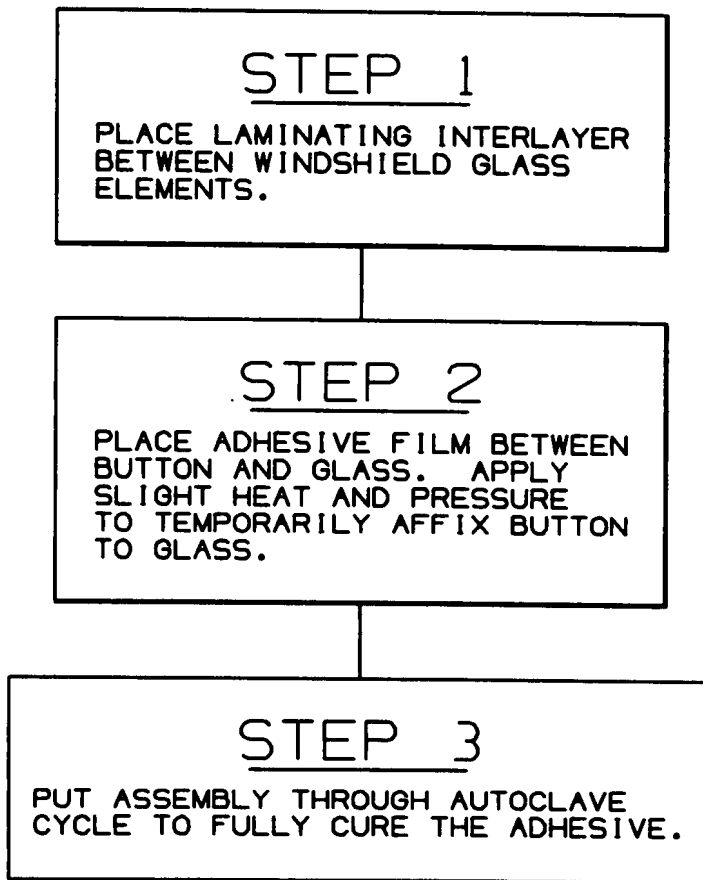 STEP 1
PLACE LAMINATING INTERLAYER
BETWEEN WINDSHIELD GLASS
ELEMENTS.
STEP 2
PLACE ADHESIVE FILM BETWEEN
BUTTON AND GLASS. APPLY
SLIGHT HEAT AND PRESSURE
TO TEMPORARILY AFFIX BUTTON
TO GLASS.
STEP 3
PUT ASSEMBLY THROUGH AUTOCLAVE
CYCLE TO FULLY CURE THE ADHESIVE.